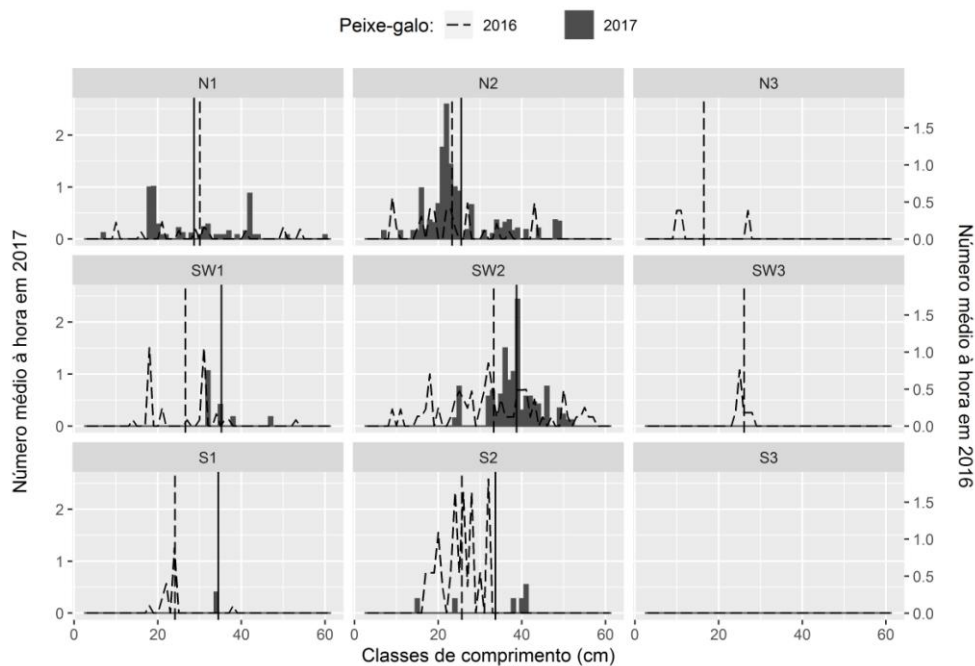 Peixe-galo: 2016 2017
N1 N2 N3
2
1
0
1.5
1.0
0.5
0.0
SW1 SW2 SW3
2
1
0
1.5
1.0
0.5
0.0
S1 S2 S3
2
1
0
1.5
1.0
0.5
0.0
0 20 40 60 0 20 40 60 0 20 40 60
Classes de comprimento (cm)
Número médio à hora em 2017
Número médio à hora em 2016